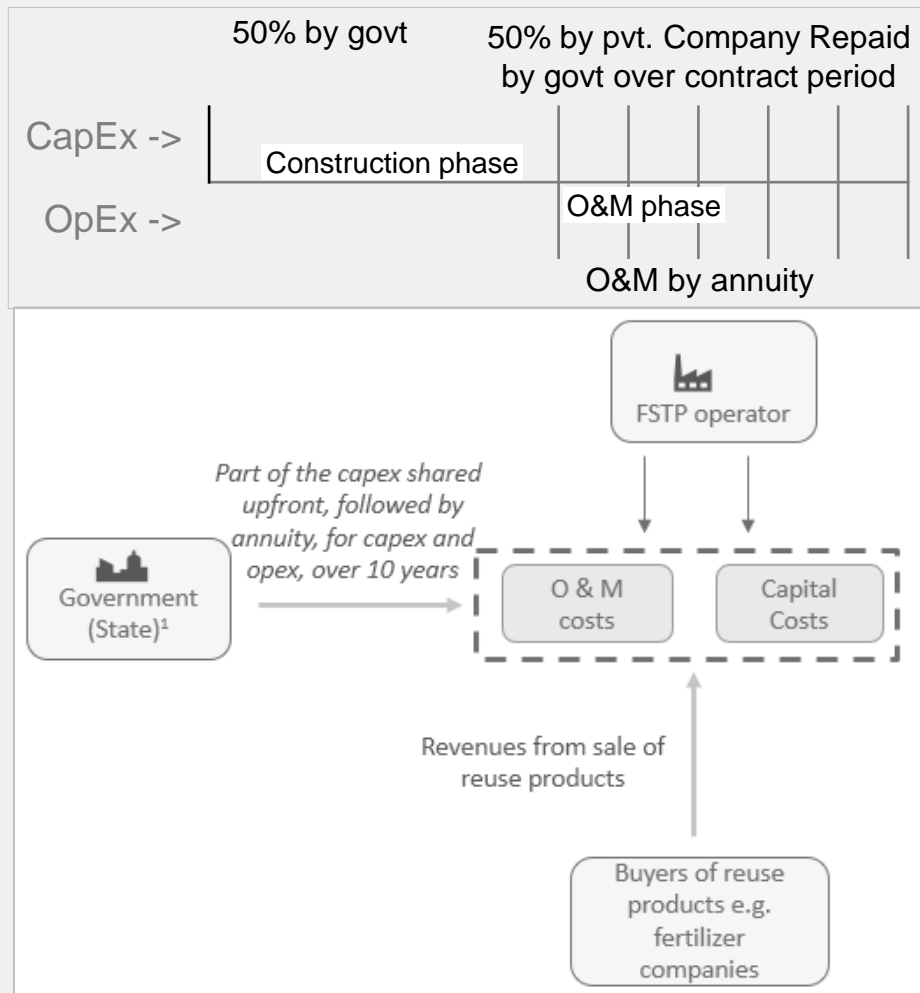 50% by govt
50% by pvt. Company Repaid
by govt over contract period
CapEx ->
Construction phase
OpEx ->
O&M phase
O&M by annuity
FSTP operator
Part of the capex shared
upfront, followed by
annuity, for capex and
opex, over 10 years
Government
(State)¹
O & M
costs
Capital
Costs
Revenues from sale of
reuse products
Buyers of reuse
products e.g.
fertilizer
companies